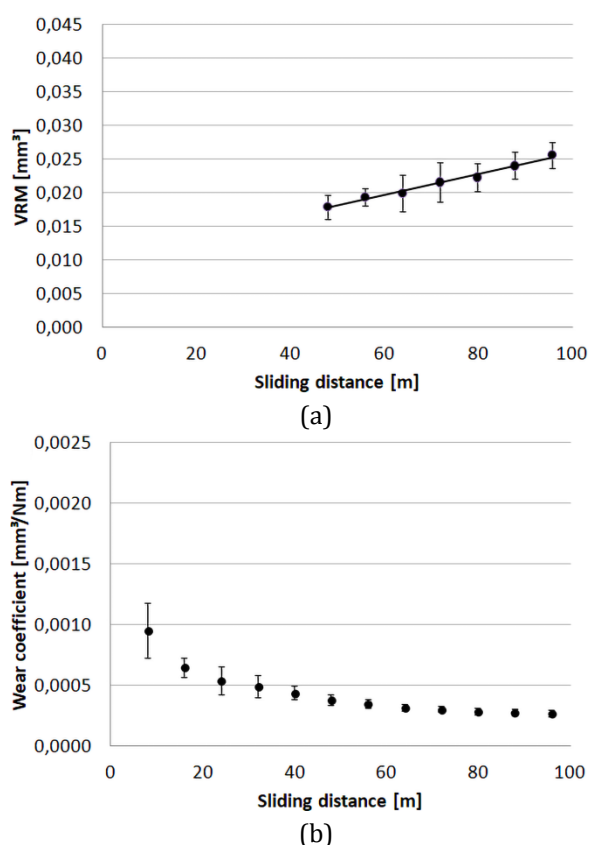 0,045
0,040
0,035
0,030
0,025
0,020
0,015
0,010
0,005
0,000
VRM [mm³]
0 20 40 60 80 100
Sliding distance [m]
(a)
0,0025
0,0020
0,0015
0,0010
0,0005
0,0000
Wear coefficient [mm³/Nm]
0 20 40 60 80 100
Sliding distance [m]
(b)